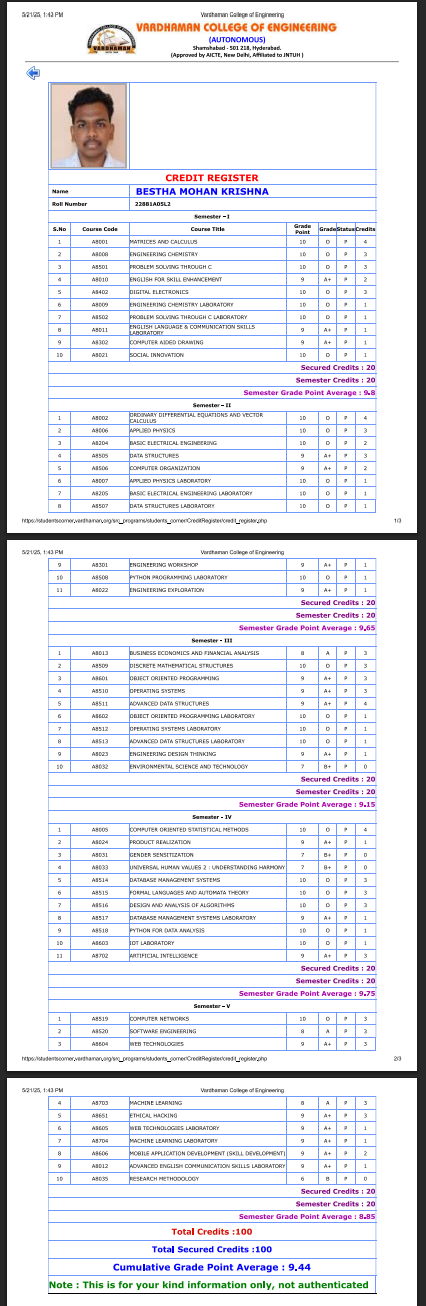 5/21/25, 1:43 PM Vardhaman College of Engineering
VARDHAMAN COLLEGE OF ENGINEERING
(AUTONOMOUS)
Shamshabad - 501 218, Hyderabad.
(Approved by AICTE, New Delhi, Affiliated to JNTUH )
VARDHAMAN
CREDIT REGISTER
Name BESTHA MOHAN KRISHNA
Roll Number 22881A05L2
Semester -I
S.No Course Code Course Title Grade Point Grade Status Credits
1 A8001 MATRICES AND CALCULUS 10 O P 4
2 A8008 ENGINEERING CHEMISTRY 10 O P 3
3 A8501 PROBLEM SOLVING THROUGH C 10 O P 3
4 A8010 ENGLISH FOR SKILL ENHANCEMENT 9 A+ P 2
5 A8402 DIGITAL ELECTRONICS 10 O P 3
6 A8009 ENGINEERING CHEMISTRY LABORATORY 10 O P 1
7 A8502 PROBLEM SOLVING THROUGH C LABORATORY 10 O P 1
8 A8011 ENGLISH LANGUAGE & COMMUNICATION SKILLS LABORATORY 9 A+ P 1
9 A8302 COMPUTER AIDED DRAWING 9 A+ P 1
10 A8021 SOCIAL INNOVATION 10 O P 1
Secured Credits : 20
Semester Credits : 20
Semester Grade Point Average : 9.8
Semester - II
1 A8002 ORDINARY DIFFERENTIAL EQUATIONS AND VECTOR CALCULUS 10 O P 4
2 A8006 APPLIED PHYSICS 10 O P 3
3 A8204 BASIC ELECTRICAL ENGINEERING 10 O P 2
4 A8505 DATA STRUCTURES 9 A+ P 3
5 A8506 COMPUTER ORGANIZATION 9 A+ P 2
6 A8007 APPLIED PHYSICS LABORATORY 10 O P 1
7 A8205 BASIC ELECTRICAL ENGINEERING LABORATORY 10 O P 1
8 A8507 DATA STRUCTURES LABORATORY 10 O P 1
https://studentscorner.vardhaman.org/src_programs/students_corner/CreditRegister/credit_register.php 1/3
5/21/25, 1:43 PM Vardhaman College of Engineering
9 A8301 ENGINEERING WORKSHOP 9 A+ P 1
10 A8508 PYTHON PROGRAMMING LABORATORY 10 O P 1
11 A8022 ENGINEERING EXPLORATION 9 A+ P 1
Secured Credits : 20
Semester Credits : 20
Semester Grade Point Average : 9.65
Semester - III
1 A8013 BUSINESS ECONOMICS AND FINANCIAL ANALYSIS 8 A P 3
2 A8509 DISCRETE MATHEMATICAL STRUCTURES 10 O P 3
3 A8601 OBJECT ORIENTED PROGRAMMING 9 A+ P 3
4 A8510 OPERATING SYSTEMS 9 A+ P 3
5 A8511 ADVANCED DATA STRUCTURES 9 A+ P 4
6 A8602 OBJECT ORIENTED PROGRAMMING LABORATORY 10 O P 1
7 A8512 OPERATING SYSTEMS LABORATORY 10 O P 1
8 A8513 ADVANCED DATA STRUCTURES LABORATORY 10 O P 1
9 A8023 ENGINEERING DESIGN THINKING 9 A+ P 1
10 A8032 ENVIRONMENTAL SCIENCE AND TECHNOLOGY 7 B+ P 0
Secured Credits : 20
Semester Credits : 20
Semester Grade Point Average : 9.15
Semester - IV
1 A8005 COMPUTER ORIENTED STATISTICAL METHODS 10 O P 4
2 A8024 PRODUCT REALIZATION 9 A+ P 1
3 A8031 GENDER SENSITIZATION 7 B+ P 0
4 A8033 UNIVERSAL HUMAN VALUES 2 : UNDERSTANDING HARMONY 7 B+ P 0
5 A8514 DATABASE MANAGEMENT SYSTEMS 10 O P 3
6 A8515 FORMAL LANGUAGES AND AUTOMATA THEORY 10 O P 3
7 A8516 DESIGN AND ANALYSIS OF ALGORITHMS 10 O P 3
8 A8517 DATABASE MANAGEMENT SYSTEMS LABORATORY 9 A+ P 1
9 A8518 PYTHON FOR DATA ANALYSIS 10 O P 1
10 A8603 IOT LABORATORY 10 O P 1
11 A8702 ARTIFICIAL INTELLIGENCE 9 A+ P 3
Secured Credits : 20
Semester Credits : 20
Semester Grade Point Average : 9.75
Semester - V
1 A8519 COMPUTER NETWORKS 10 O P 3
2 A8520 SOFTWARE ENGINEERING 8 A P 3
3 A8604 WEB TECHNOLOGIES 9 A+ P 3
https://studentscorner.vardhaman.org/src_programs/students_corner/CreditRegister/credit_register.php 2/3
5/21/25, 1:43 PM Vardhaman College of Engineering
4 A8703 MACHINE LEARNING 8 A P 3
5 A8651 ETHICAL HACKING 9 A+ P 3
6 A8605 WEB TECHNOLOGIES LABORATORY 9 A+ P 1
7 A8704 MACHINE LEARNING LABORATORY 9 A+ P 1
8 A8606 MOBILE APPLICATION DEVELOPMENT (SKILL DEVELOPMENT) 9 A+ P 2
9 A8012 ADVANCED ENGLISH COMMUNICATION SKILLS LABORATORY 9 A+ P 1
10 A8035 RESEARCH METHODOLOGY 6 B P 0
Secured Credits : 20
Semester Credits : 20
Semester Grade Point Average : 8.85
Total Credits :100
Total Secured Credits :100
Cumulative Grade Point Average : 9.44
Note : This is for your kind information only, not authenticated